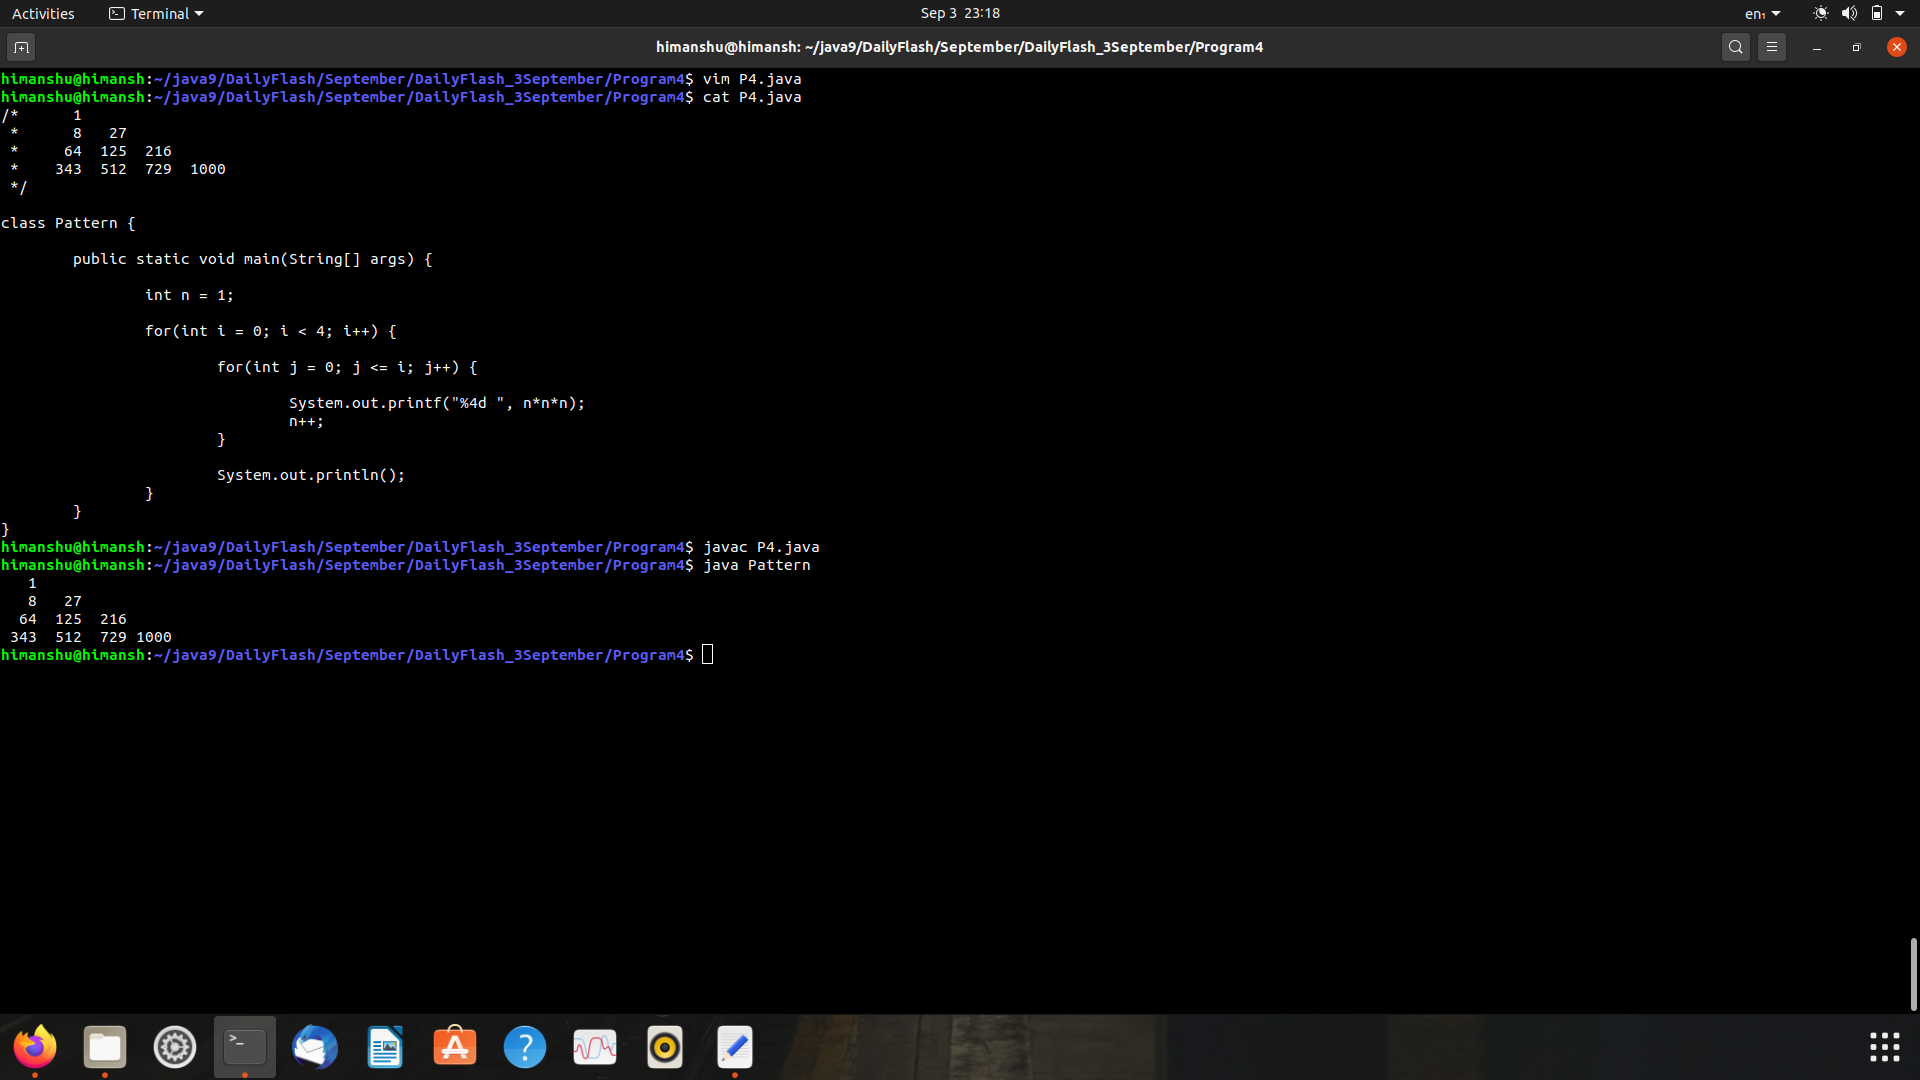 Activities
Terminal
Sep 3 23:18
en₁
himanshu@himansh: ~/java9/DailyFlash/September/DailyFlash_3September/Program4
himanshu@himansh:~/java9/DailyFlash/September/DailyFlash_3September/Program4$ vim P4.java
himanshu@himansh:~/java9/DailyFlash/September/DailyFlash_3September/Program4$ cat P4.java
/*      1
 *      8   27
 *     64  125  216
 *    343  512  729  1000
 */
class Pattern {
        public static void main(String[] args) {
                int n = 1;
                for(int i = 0; i < 4; i++) {
                        for(int j = 0; j <= i; j++) {
                                System.out.printf("%4d ", n*n*n);
                                n++;
                        }
                        System.out.println();
                }
        }
}
himanshu@himansh:~/java9/DailyFlash/September/DailyFlash_3September/Program4$ javac P4.java
himanshu@himansh:~/java9/DailyFlash/September/DailyFlash_3September/Program4$ java Pattern
   1
   8   27
  64  125  216
 343  512  729 1000
himanshu@himansh:~/java9/DailyFlash/September/DailyFlash_3September/Program4$